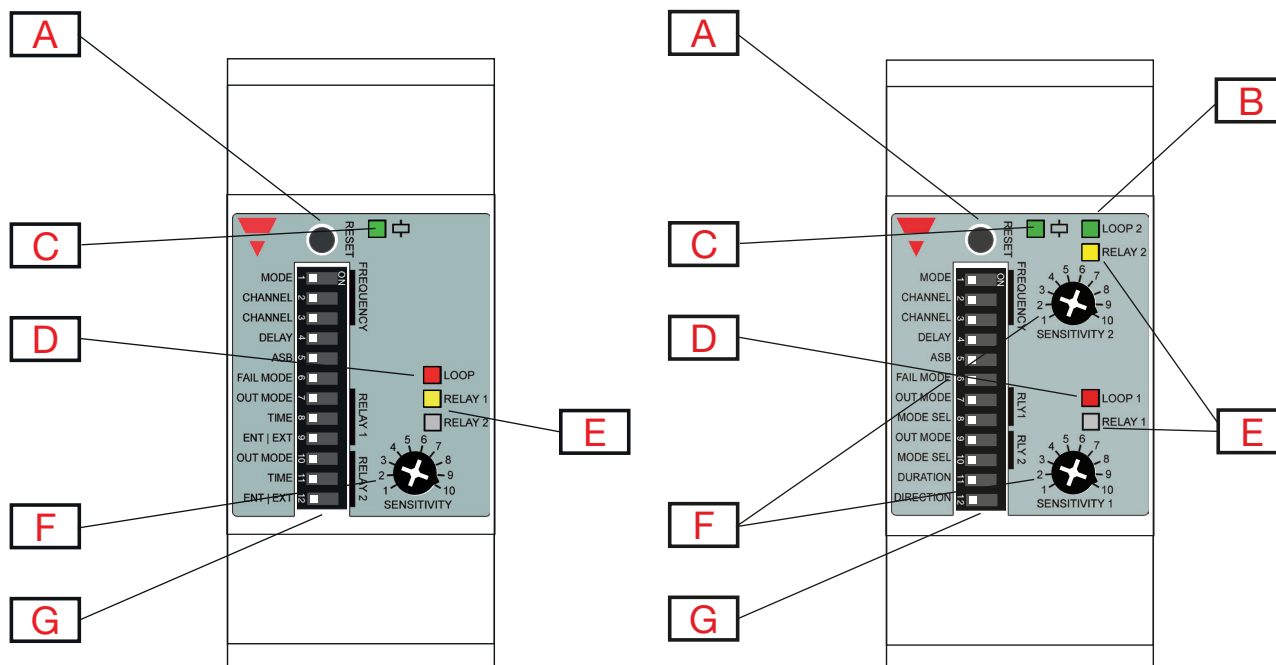 A
A
B
C
C
D
D
E
E
F
F
G
G
RESET
ON
FREQUENCY
MODE 1
CHANNEL 2
CHANNEL 3
DELAY 4
ASB 5
FAIL MODE 6
OUT MODE 7
TIME 8
ENT | EXT 9
OUT MODE 10
TIME 11
ENT | EXT 12
RELAY 1
RELAY 2
LOOP
RELAY 1
RELAY 2
1 2 3 4 5 6 7 8 9 10
SENSITIVITY
RESET
ON
FREQUENCY
LOOP 2
RELAY 2
1 2 3 4 5 6 7 8 9 10
SENSITIVITY 2
MODE 1
CHANNEL 2
CHANNEL 3
DELAY 4
ASB 5
FAIL MODE 6
OUT MODE 7
MODE SEL 8
OUT MODE 9
MODE SEL 10
DURATION 11
DIRECTION 12
RLY1
RLY 2
LOOP 1
RELAY 1
1 2 3 4 5 6 7 8 9 10
SENSITIVITY 1